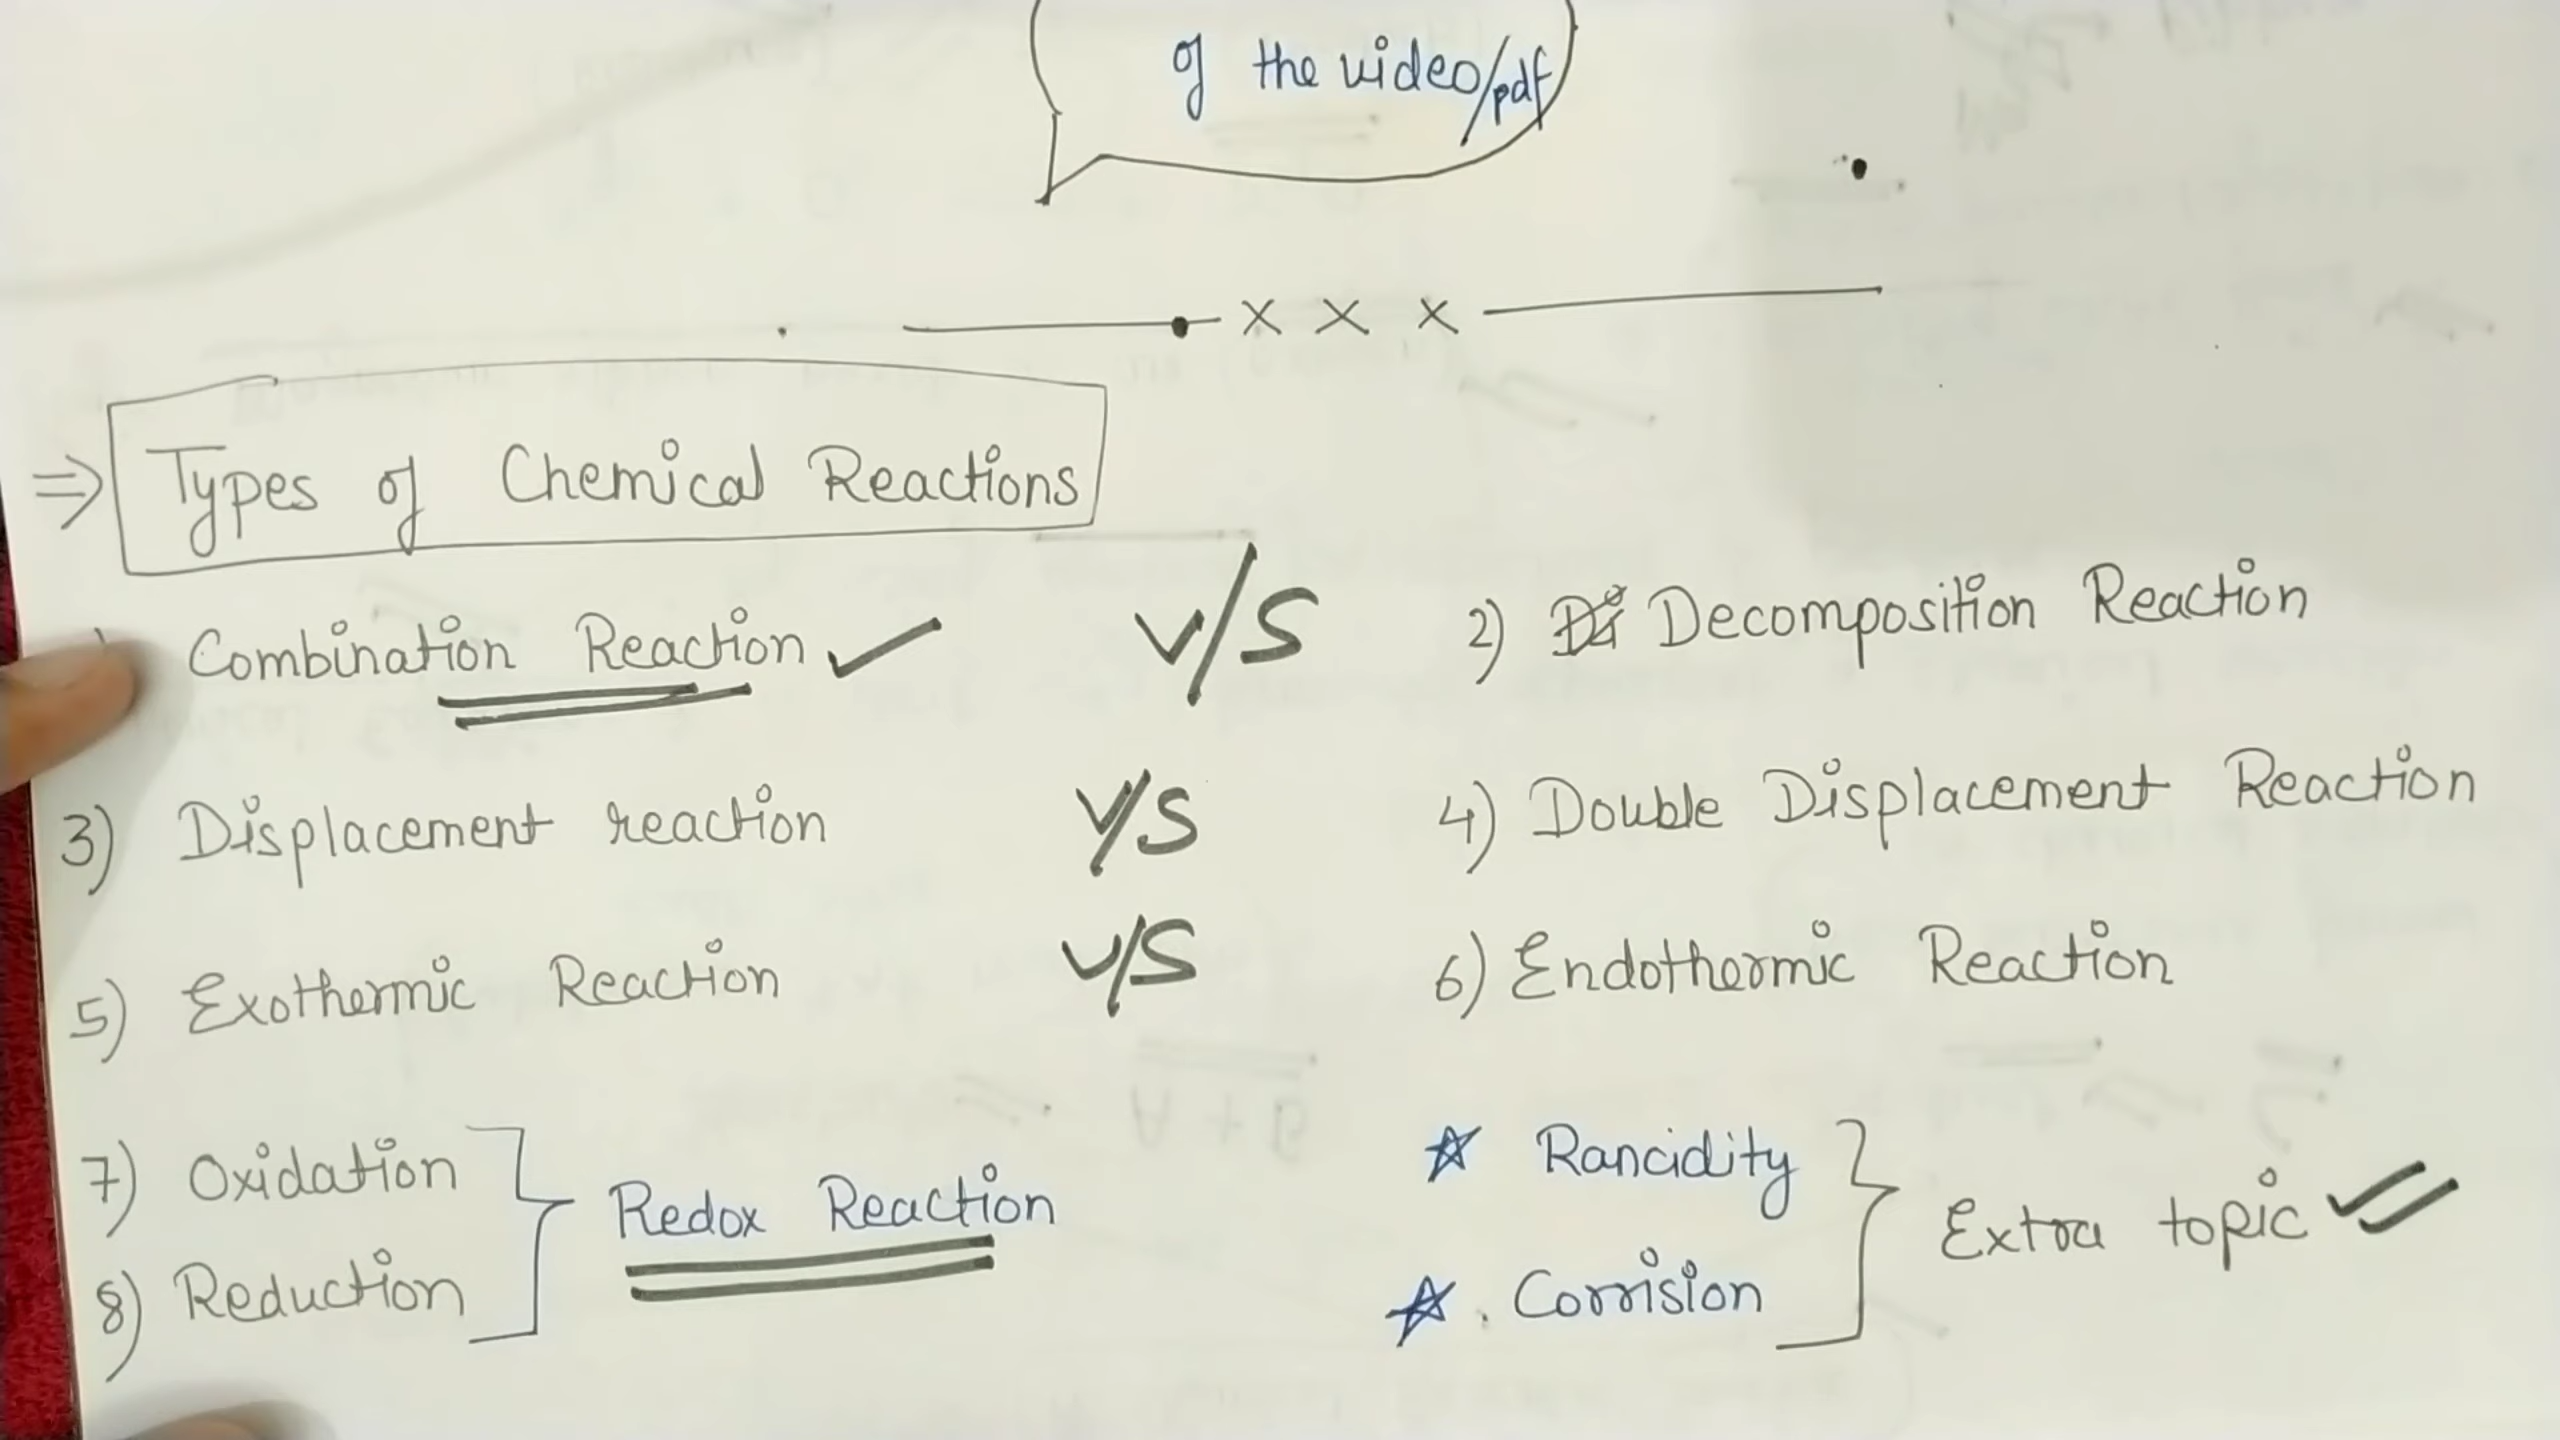 of the video/pdf
x x x
⇒ Types of Chemical Reactions
Combination Reaction ✓ v/s 2) Decomposition Reaction
3) Displacement reaction v/s 4) Double Displacement Reaction
5) Exothermic Reaction v/s 6) Endothermic Reaction
7) Oxidation
8) Reduction
Redox Reaction
☆ Rancidity
☆ Corrision
Extra topic